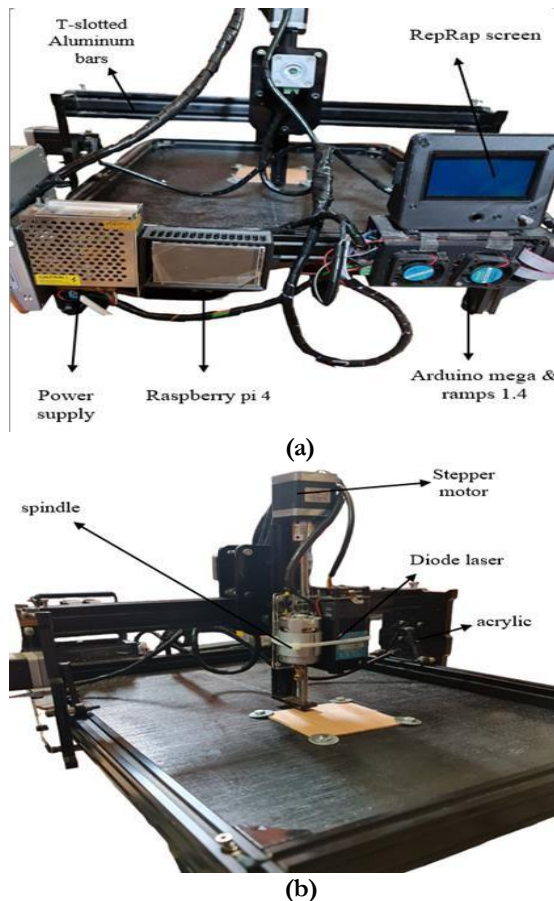 T-slotted
Aluminum
bars
RepRap screen
Power
supply
Raspberry pi 4
Arduino mega &
ramps 1.4
(a)
Stepper
motor
spindle
Diode laser
acrylic
(b)